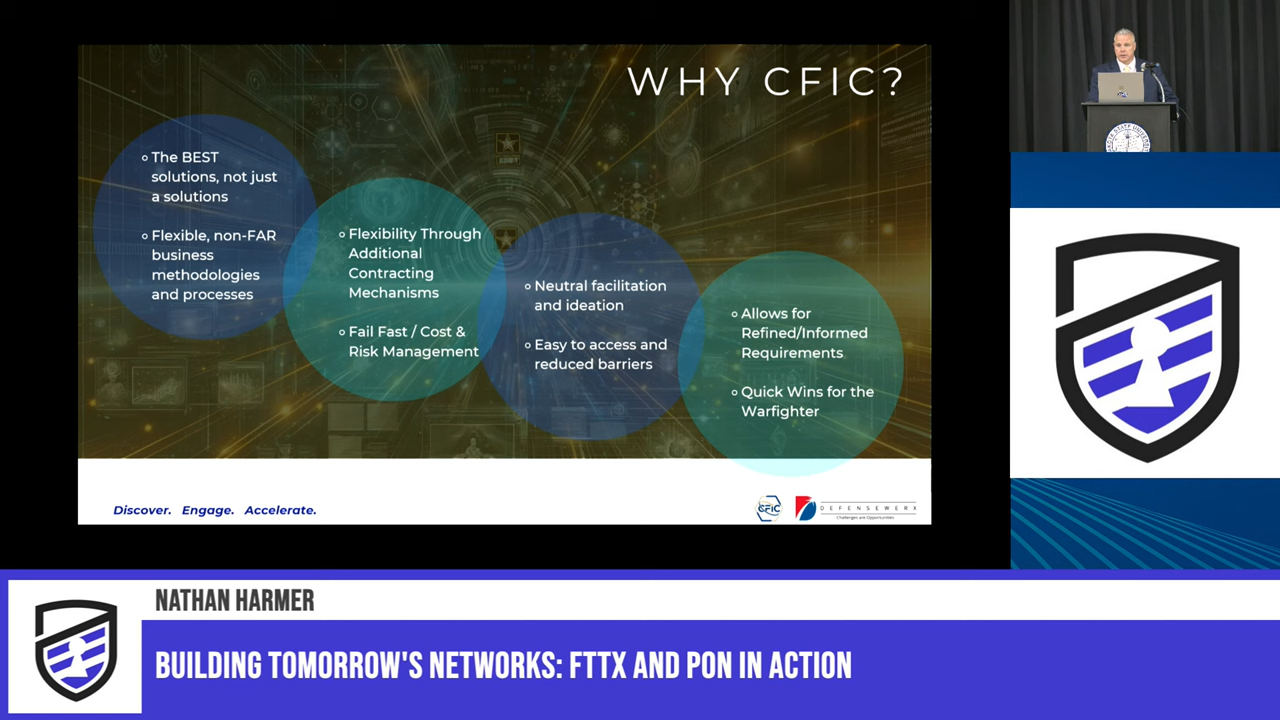 WHY CFIC?
The BEST
solutions, not just
a solutions
Flexible, non-FAR
business
methodologies
and processes
Flexibility Through
Additional
Contracting
Mechanisms
Fail Fast / Cost &
Risk Management
Neutral facilitation
and ideation
Easy to access and
reduced barriers
Allows for
Refined/Informed
Requirements
Quick Wins for the
Warfighter
Discover. Engage. Accelerate.
CFIC
DEFENSEWERX
Challenges are Opportunities
NATHAN HARMER
BUILDING TOMORROW'S NETWORKS: FTTX AND PON IN ACTION